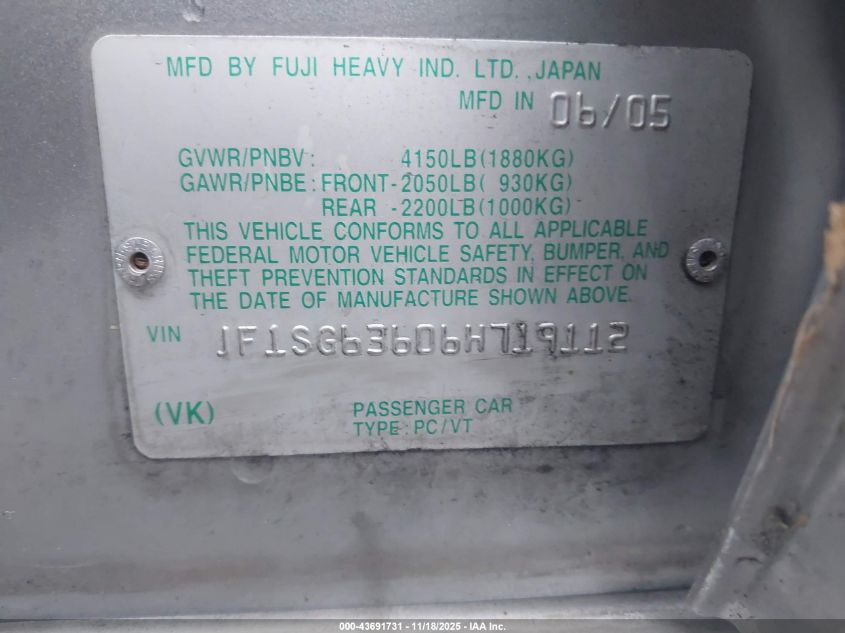 MFD BY FUJI HEAVY IND. LTD. ,JAPAN
MFD IN 06/05
GVWR/PNBV: 4150LB(1880KG)
GAWR/PNBE:FRONT-2050LB( 930KG)
REAR -2200LB(1000KG)
THIS VEHICLE CONFORMS TO ALL APPLICABLE
FEDERAL MOTOR VEHICLE SAFETY, BUMPER, AND
THEFT PREVENTION STANDARDS IN EFFECT ON
THE DATE OF MANUFACTURE SHOWN ABOVE.
VIN JF1SG63606H719112
(VK) PASSENGER CAR
TYPE:PC/VT
000-43691731 - 11/18/2025 - IAA Inc.